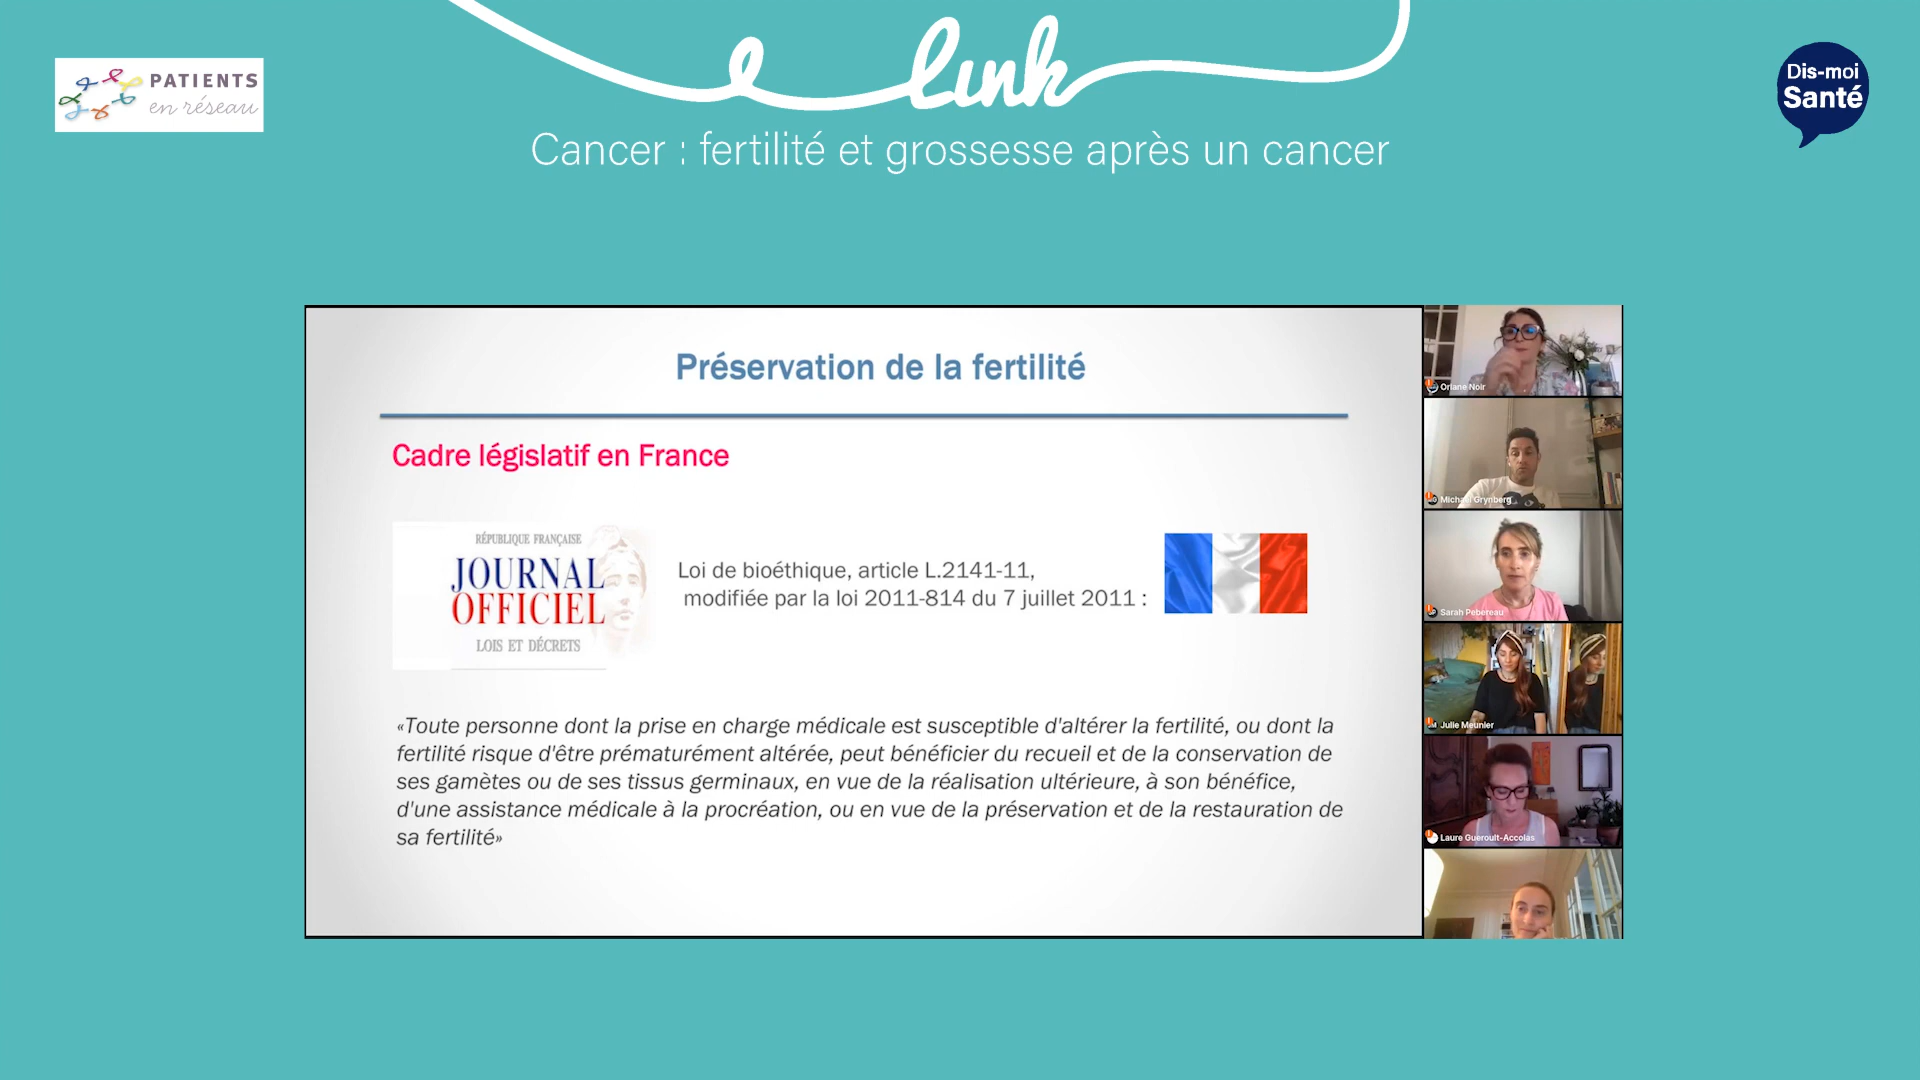 PATIENTS
en réseau
e link
Dis-moi
Santé
Cancer : fertilité et grossesse après un cancer
Préservation de la fertilité
Cadre législatif en France
RÉPUBLIQUE FRANÇAISE
JOURNAL
OFFICIEL
LOIS ET DÉCRETS
Loi de bioéthique, article L.2141-11,
modifiée par la loi 2011-814 du 7 juillet 2011 :
«Toute personne dont la prise en charge médicale est susceptible d'altérer la fertilité, ou dont la
fertilité risque d'être prématurément altérée, peut bénéficier du recueil et de la conservation de
ses gamètes ou de ses tissus germinaux, en vue de la réalisation ultérieure, à son bénéfice,
d'une assistance médicale à la procréation, ou en vue de la préservation et de la restauration de
sa fertilité»
Orlane Noir
Michaël Grynberg
Sarah Pebereau
Julie Meunier
Laure Gueroult-Accolas